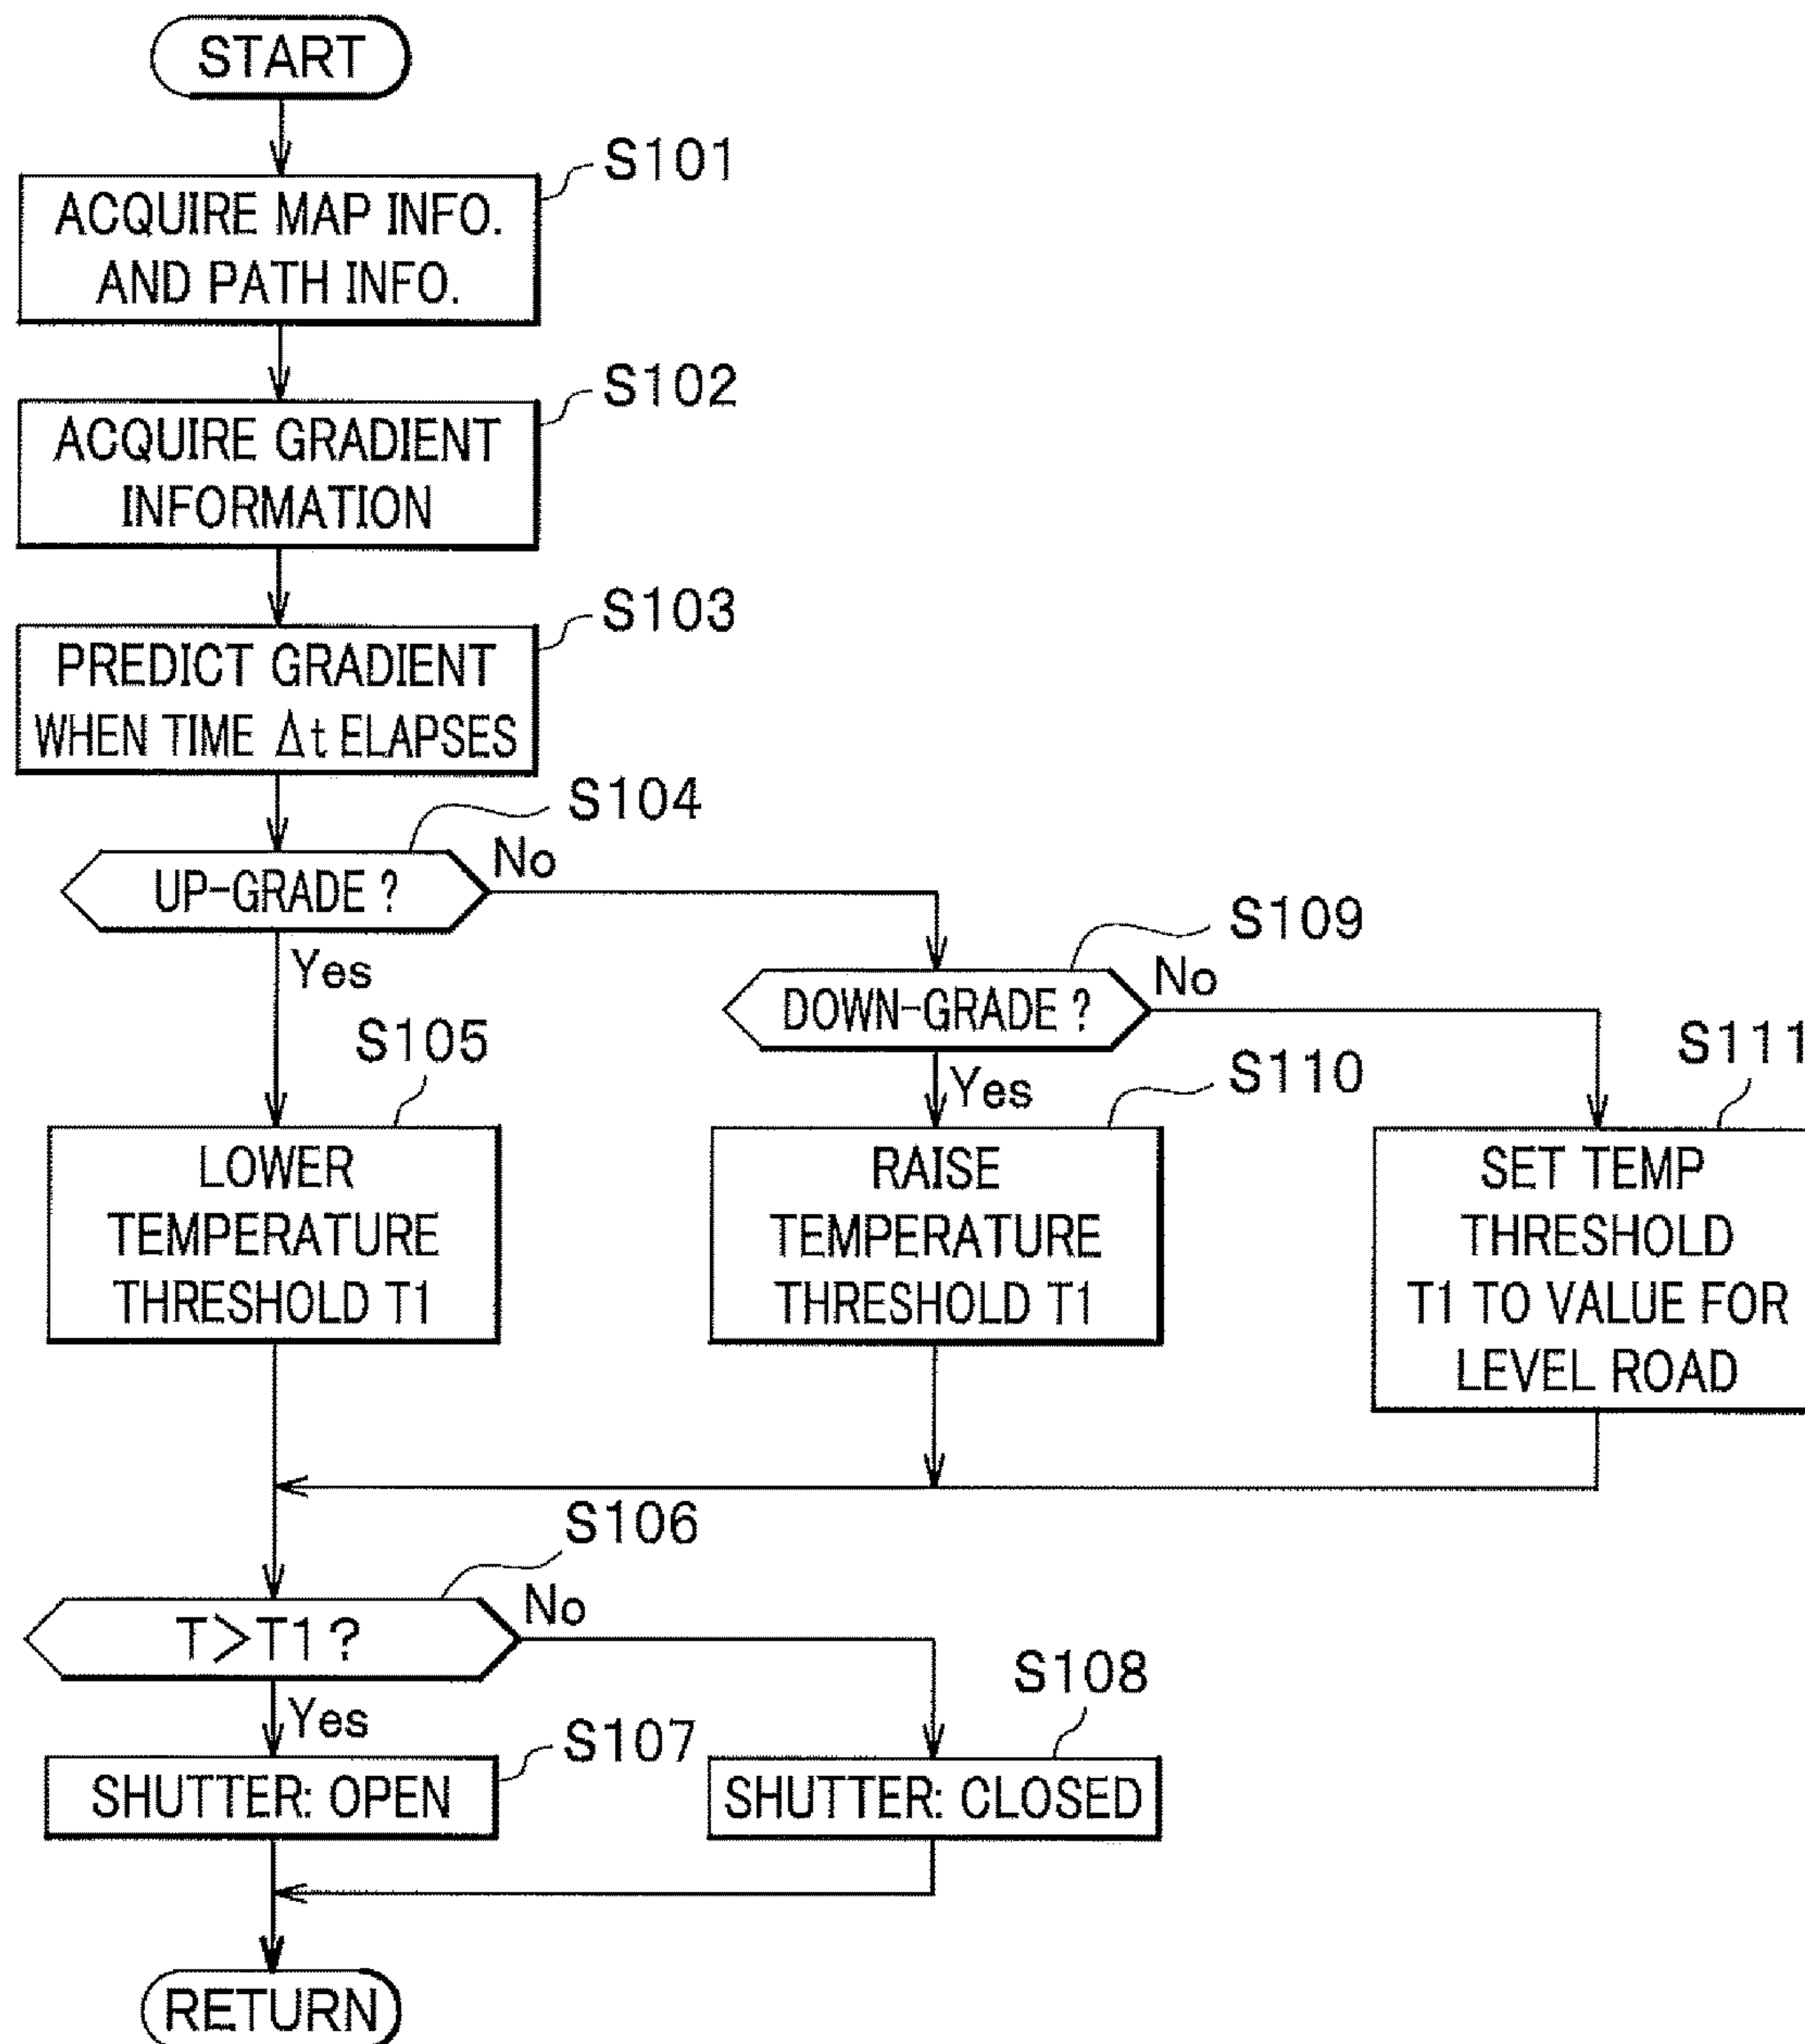 START
S101
ACQUIRE MAP INFO.
AND PATH INFO.
S102
ACQUIRE GRADIENT
INFORMATION
S103
PREDICT GRADIENT
WHEN TIME Δt ELAPSES
S104
UP-GRADE ?
No
Yes
S109
DOWN-GRADE ?
No
Yes
S105
LOWER
TEMPERATURE
THRESHOLD T1
S110
RAISE
TEMPERATURE
THRESHOLD T1
S111
SET TEMP
THRESHOLD
T1 TO VALUE FOR
LEVEL ROAD
S106
T>T1 ?
No
Yes
S107
SHUTTER: OPEN
S108
SHUTTER: CLOSED
RETURN